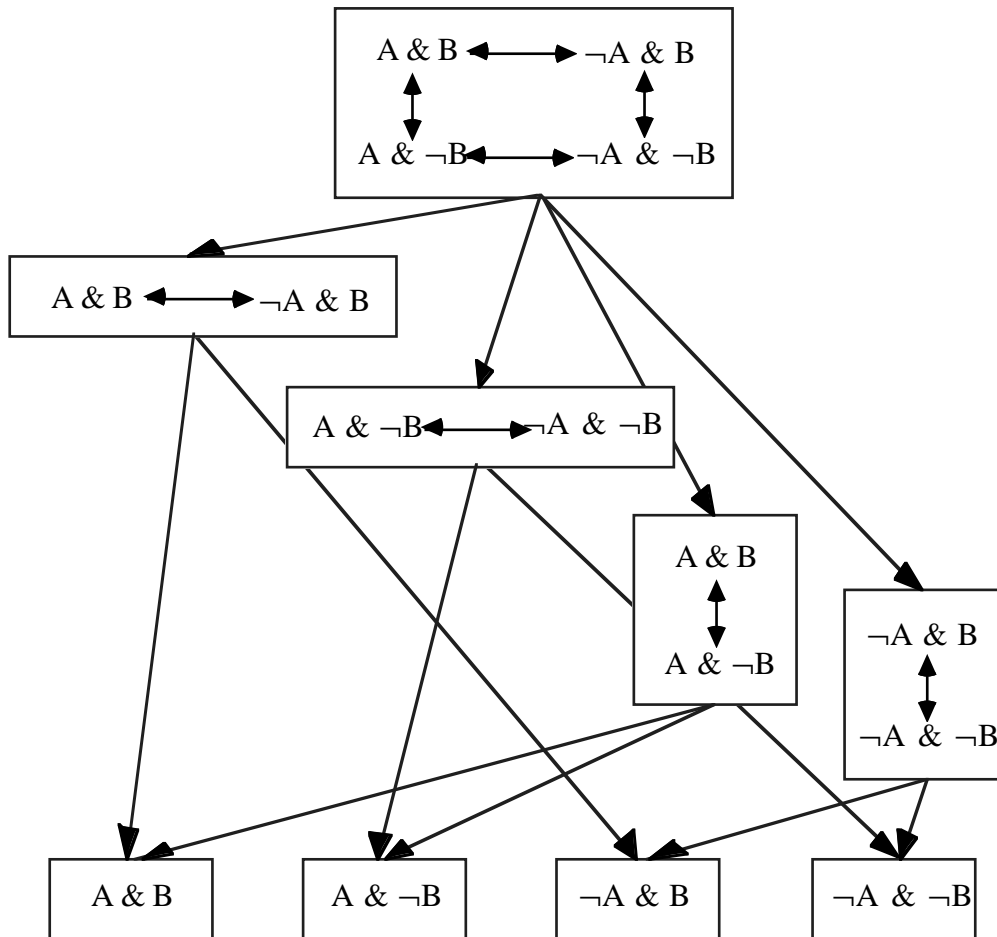 A & B ¬A & B
A & ¬B ¬A & ¬B
A & B ¬A & B
A & ¬B ¬A & ¬B
A & B
A & ¬B
¬A & B
¬A & ¬B
A & B A & ¬B ¬A & B ¬A & ¬B